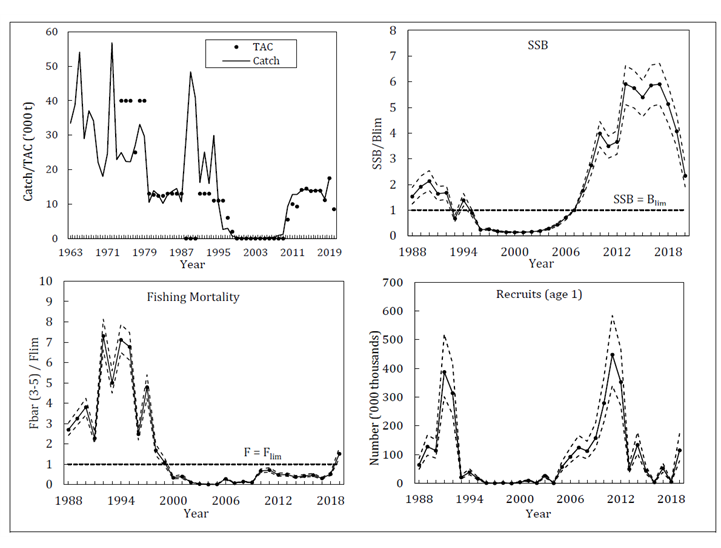 60
50
40
30
20
10
0
Catch/TAC ('000 t)
TAC
Catch
1963 1971 1979 1987 1995 2003 2011 2019
Year
SSB
8
7
6
5
4
3
2
1
0
SSB/Blim
SSB = Blim
1988 1994 2000 2006 2012 2018
Year
Fishing Mortality
10
9
8
7
6
5
4
3
2
1
0
Fbar (3-5) / Flim
F = Flim
1988 1994 2000 2006 2012 2018
Year
Recruits (age 1)
700
600
500
400
300
200
100
0
Number ('000 thousands)
1988 1994 2000 2006 2012 2018
Year